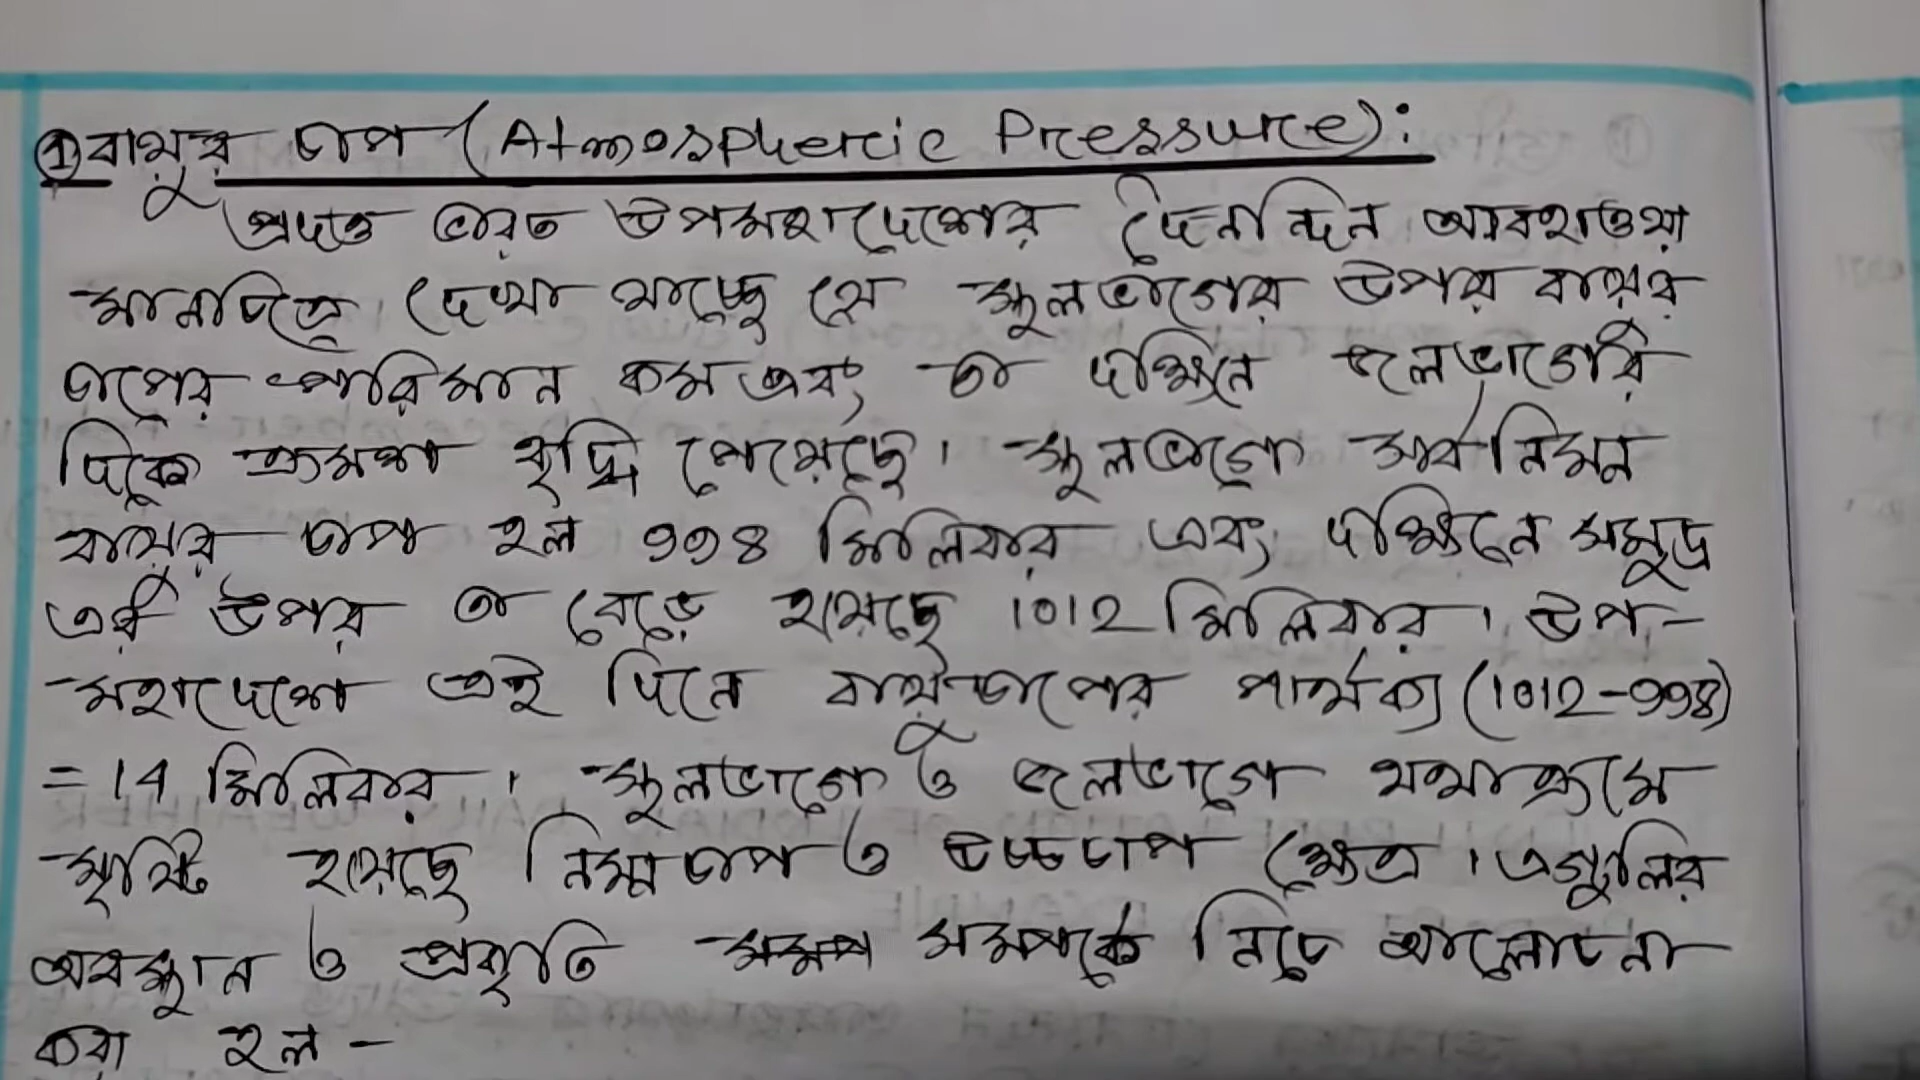 ① বায়ুর চাপ (Atmospheric Pressure):
প্রদত্ত ভারত উপমহাদেশের দৈনন্দিন আবহাওয়া
মানচিত্রে দেখা যাচ্ছে যে স্থলভাগের উপর বায়ুর
চাপের পরিমান কম এবং তা দক্ষিনে জলভাগের
দিকে ক্রমশ বৃদ্ধি পেয়েছে। স্থলভাগে সর্বনিম্ন
বায়ুর চাপ হল 998 মিলিবার এবং দক্ষিনে সমুদ্র
এর উপর তা বেড়ে হয়েছে 1012 মিলিবার। উপ-
মহাদেশে এই দিনে বায়ুচাপের পার্থক্য (1012-998)
= 14 মিলিবার। স্থলভাগে ও জলভাগে যথাক্রমে
সৃষ্টি হয়েছে নিম্নচাপ ও উচ্চচাপ ক্ষেত্র। এগুলির
অবস্থান ও প্রকৃতি সম্পর্কে নিচে আলোচনা
করা হল -